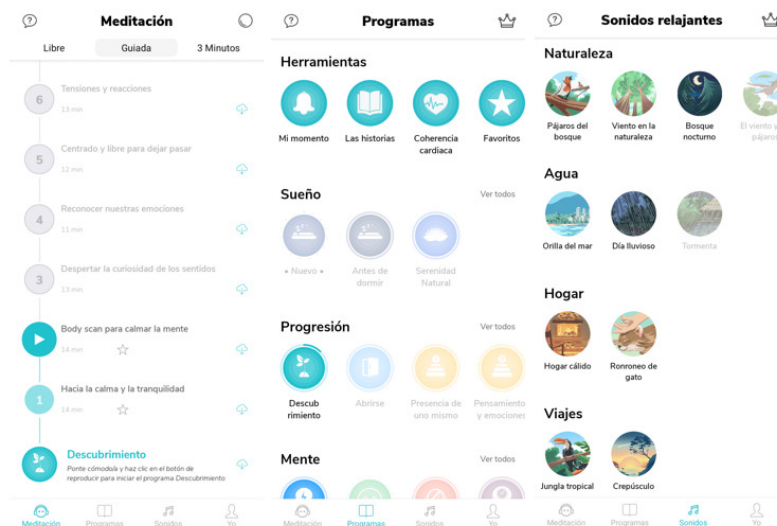 Meditación
Libre
Guiada
3 Minutos
6
Tensiones y reacciones
13 min
5
Centrado y libre para dejar pasar
12 min
4
Reconocer nuestras emociones
11 min
3
Despertar la curiosidad de los sentidos
13 min
Body scan para calmar la mente
14 min
1
Hacia la calma y la tranquilidad
14 min
Descubrimiento
Ponte cómodo/a y haz clic en el botón de
reproducir para iniciar el programa Descubrimiento
Meditación
Programas
Sonidos
Yo
Programas
Herramientas
Mi momento
Las historias
Coherencia
cardiaca
Favoritos
Sueño
Ver todos
• Nuevo •
Antes de
dormir
Serenidad
Natural
Progresión
Ver todos
Descub
rimiento
Abrirse
Presencia de
uno mismo
Pensamiento
y emociones
Mente
Ver todos
Meditación
Programas
Sonidos
Yo
Sonidos relajantes
Naturaleza
Pájaros del
bosque
Viento en la
naturaleza
Bosque
nocturno
El viento y
pájaros
Agua
Orilla del mar
Día lluvioso
Tormenta
Hogar
Hogar cálido
Ronroneo de
gato
Viajes
Jungla tropical
Crepúsculo
Meditación
Programas
Sonidos
Yo